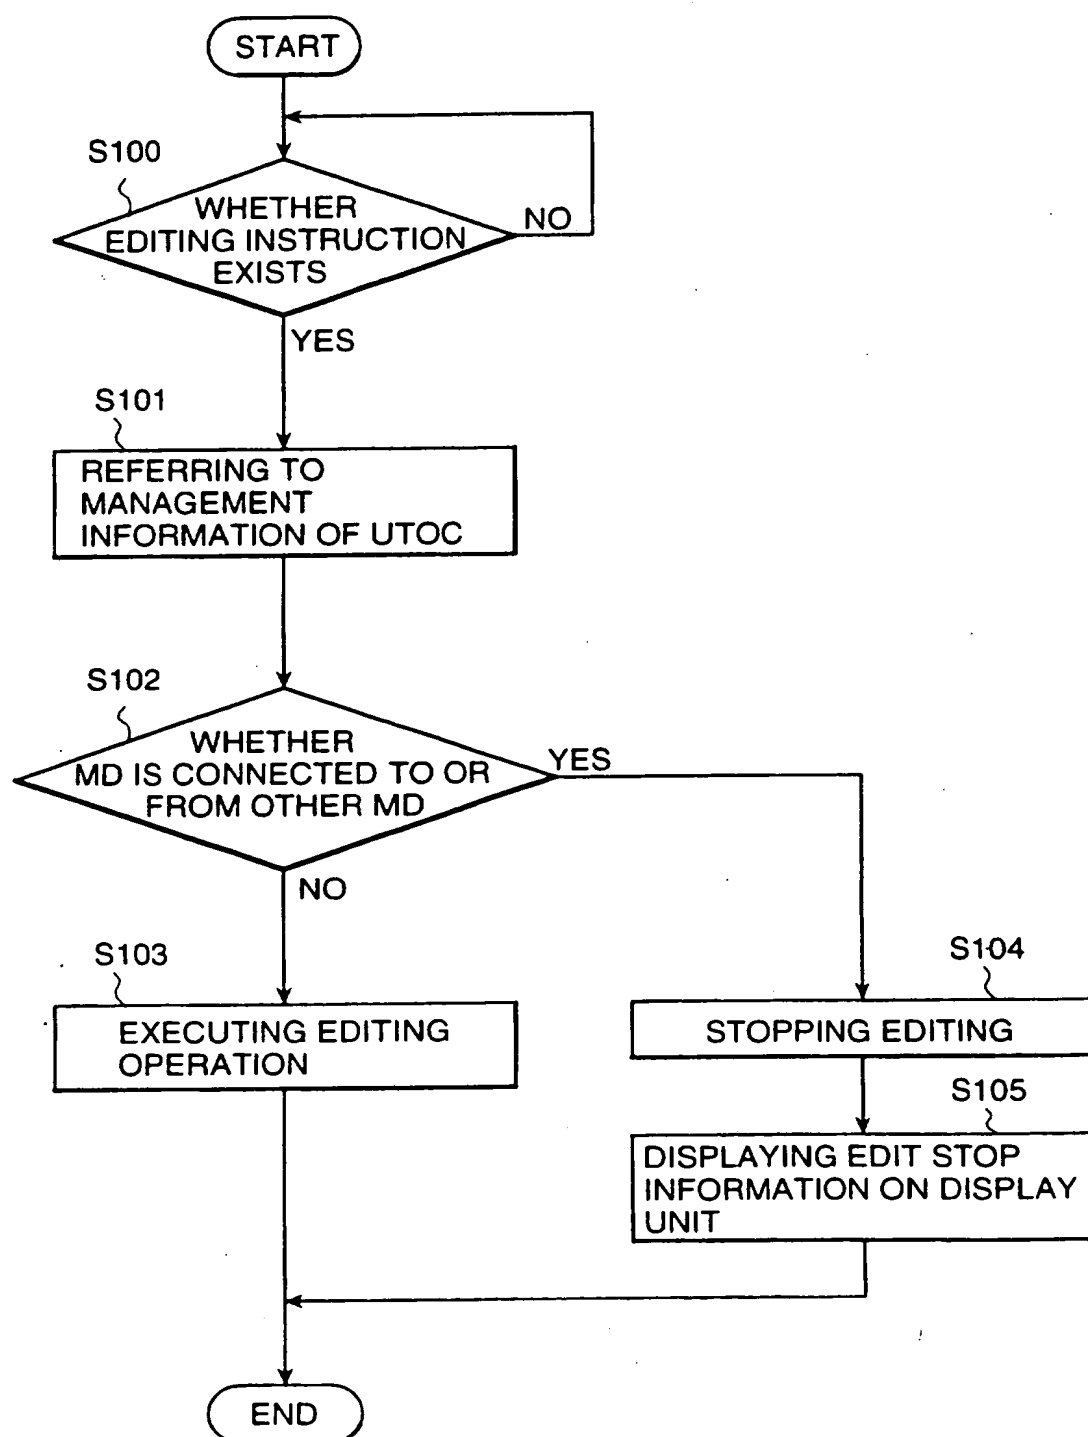 START
S100
WHETHER
EDITING INSTRUCTION
EXISTS
NO
YES
S101
REFERRING TO
MANAGEMENT
INFORMATION OF UTOC
S102
WHETHER
MD IS CONNECTED TO OR
FROM OTHER MD
YES
NO
S103
EXECUTING EDITING
OPERATION
S104
STOPPING EDITING
S105
DISPLAYING EDIT STOP
INFORMATION ON DISPLAY
UNIT
END